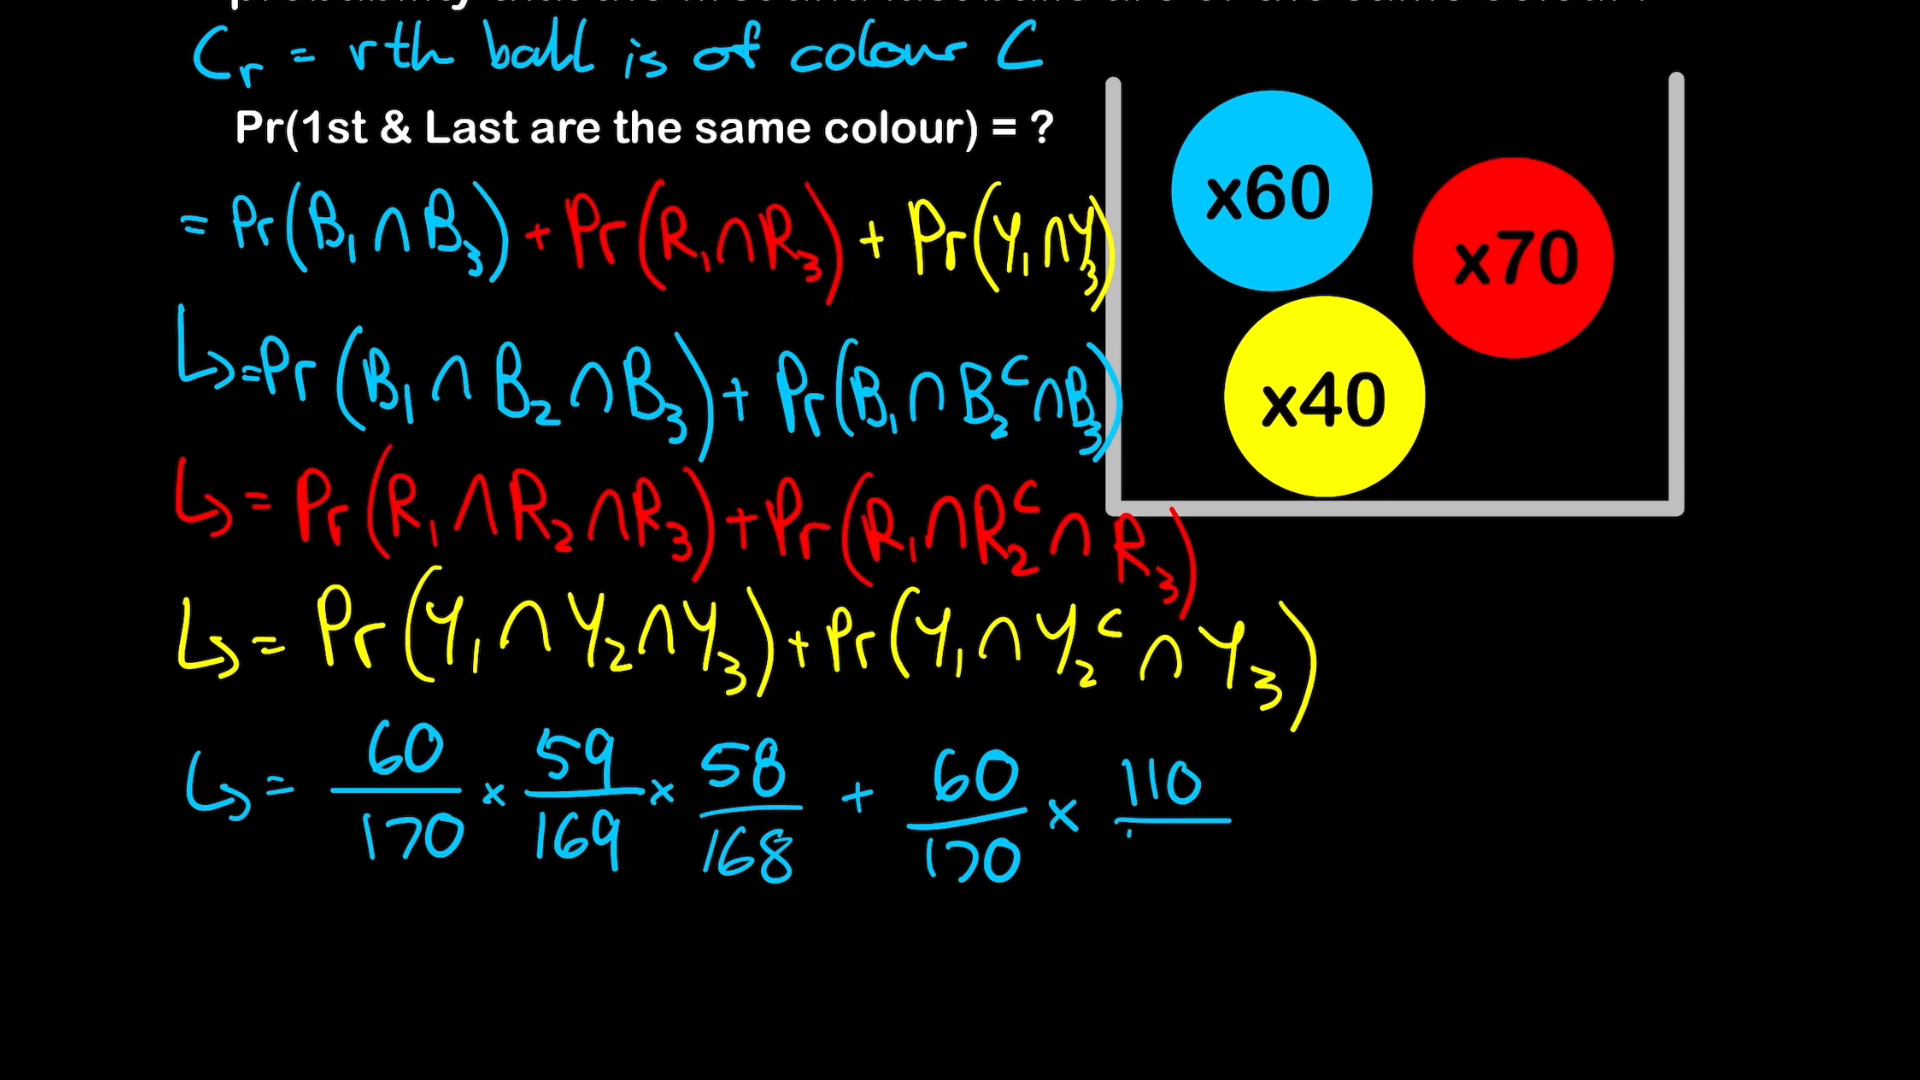 Cᵣ = rth ball is of colour C
Pr(1st & Last are the same colour) = ?
= Pr(B₁∩B₃) + Pr(R₁∩R₃) + Pr(Y₁∩Y₃)
↳ = Pr(B₁∩B₂∩B₃) + Pr(B₁∩B₂ᶜ∩B₃)
↳ = Pr(R₁∩R₂∩R₃) + Pr(R₁∩R₂ᶜ∩R₃)
↳ = Pr(Y₁∩Y₂∩Y₃) + Pr(Y₁∩Y₂ᶜ∩Y₃)
↳ = 60/170 × 59/169 × 58/168 + 60/170 × 110/
x60
x70
x40